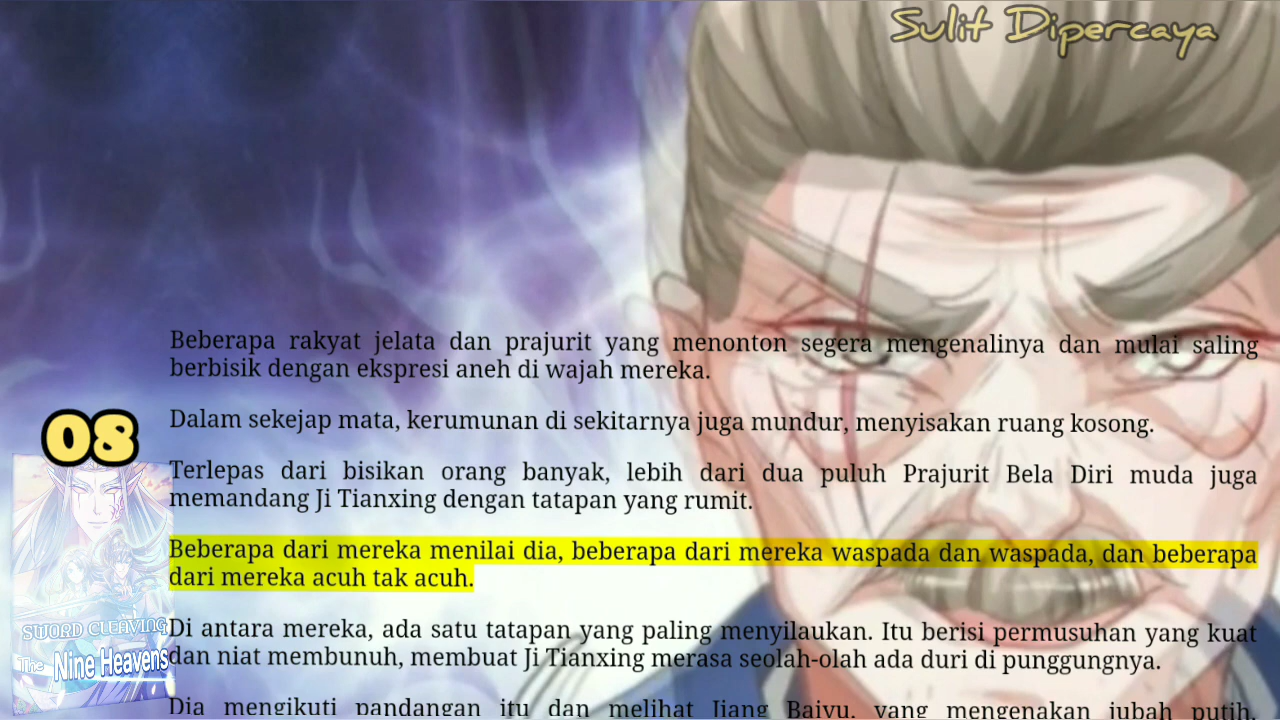 Sulit Dipercaya
Beberapa rakyat jelata dan prajurit yang menonton segera mengenalinya dan mulai saling
berbisik dengan ekspresi aneh di wajah mereka.
Dalam sekejap mata, kerumunan di sekitarnya juga mundur, menyisakan ruang kosong.
08
Terlepas dari bisikan orang banyak, lebih dari dua puluh Prajurit Bela Diri muda juga
memandang Ji Tianxing dengan tatapan yang rumit.
Beberapa dari mereka menilai dia, beberapa dari mereka waspada dan waspada, dan beberapa
dari mereka acuh tak acuh.
Di antara mereka, ada satu tatapan yang paling menyilaukan. Itu berisi permusuhan yang kuat
dan niat membunuh, membuat Ji Tianxing merasa seolah-olah ada duri di punggungnya.
Dia mengikuti pandangan itu dan melihat Jiang Baiyu, yang mengenakan jubah putih,
SWORD CLEAVING
The Nine Heavens